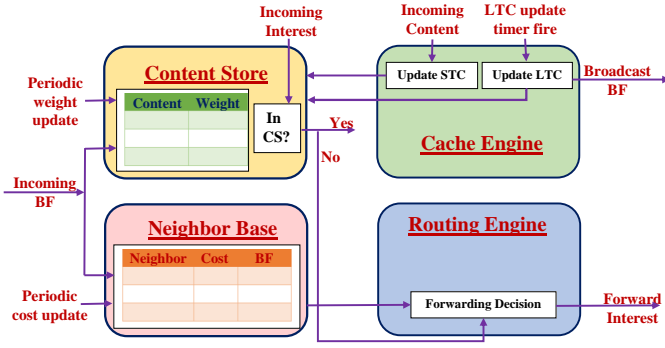 Incoming
Interest
Incoming
Content
LTC update
timer fire
Periodic
weight
update
Content Store
Content Weight
In
CS?
Yes
No
Update STC
Update LTC
Broadcast
BF
Cache Engine
Incoming
BF
Neighbor Base
Neighbor Cost BF
Periodic
cost update
Routing Engine
Forwarding Decision
Forward
Interest